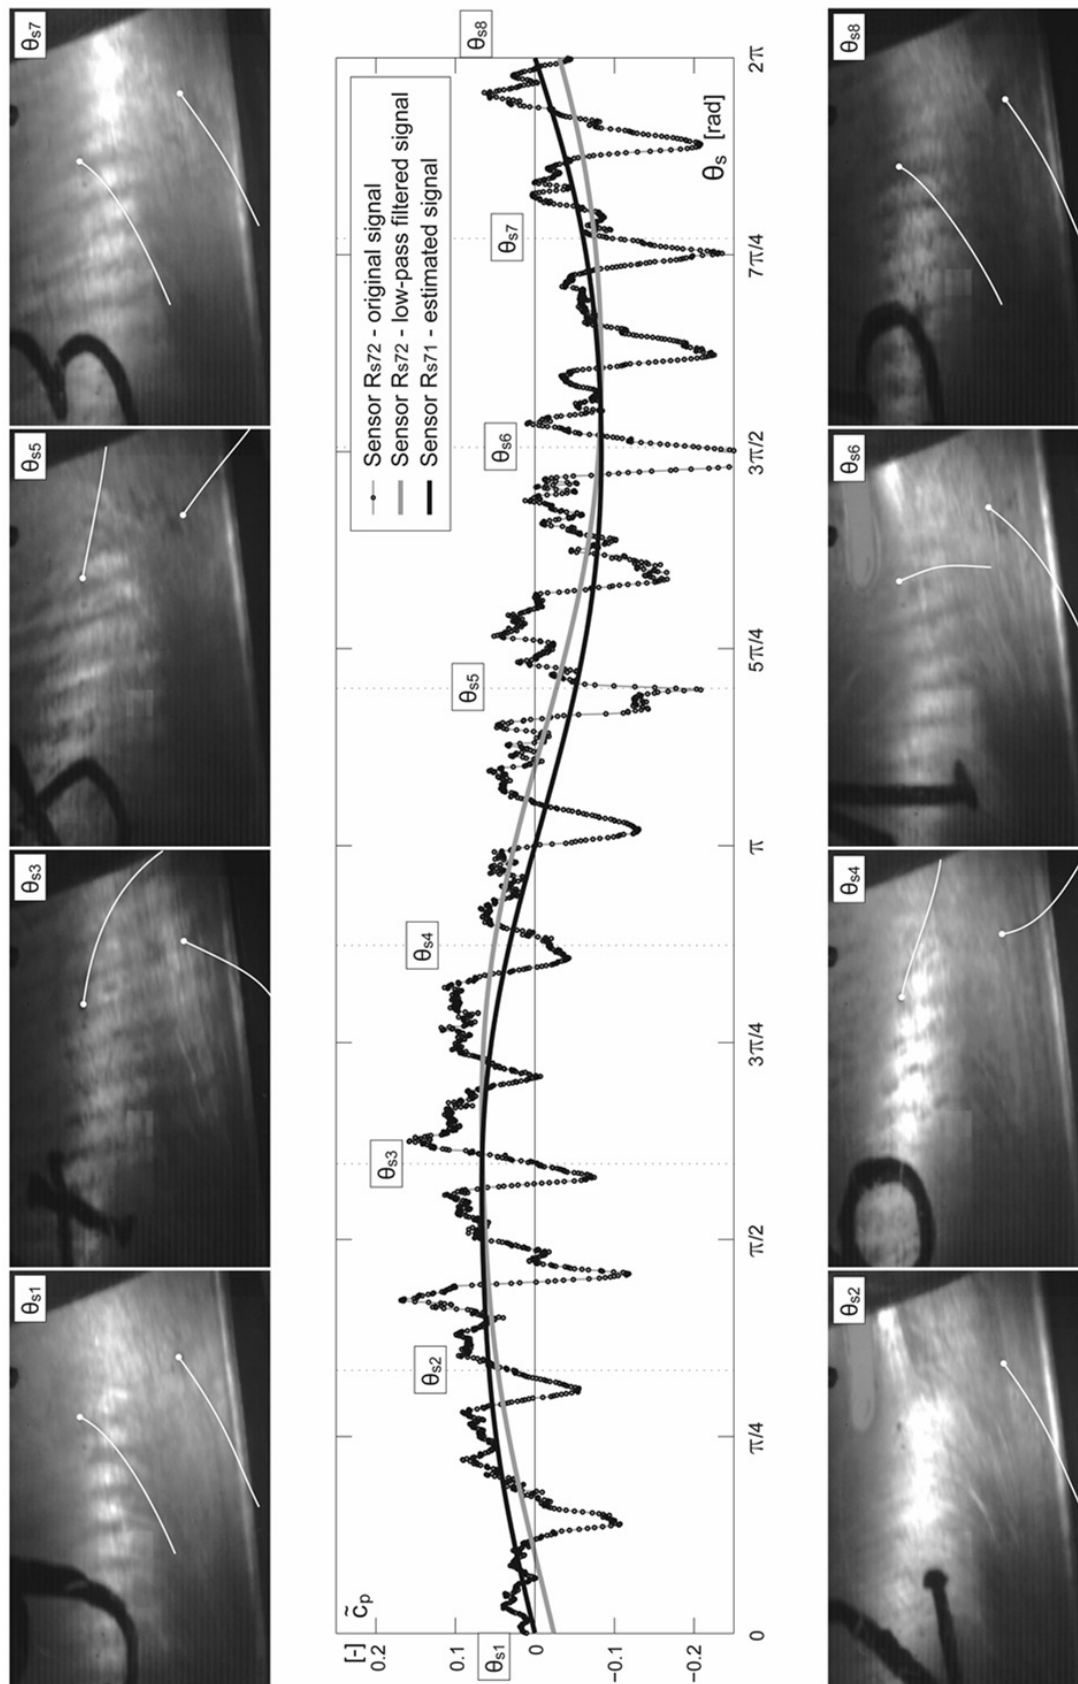 θs1
θs3
θs5
θs7
c̃p
[-]
0.2
0.1
0
−0.1
−0.2
Sensor Rs72 - original signal
Sensor Rs72 - low-pass filtered signal
Sensor Rs71 - estimated signal
θs1
θs2
θs3
θs4
θs5
θs6
θs7
θs8
0
π/4
π/2
3π/4
π
5π/4
3π/2
7π/4
2π
θs [rad]
θs2
θs4
θs6
θs8